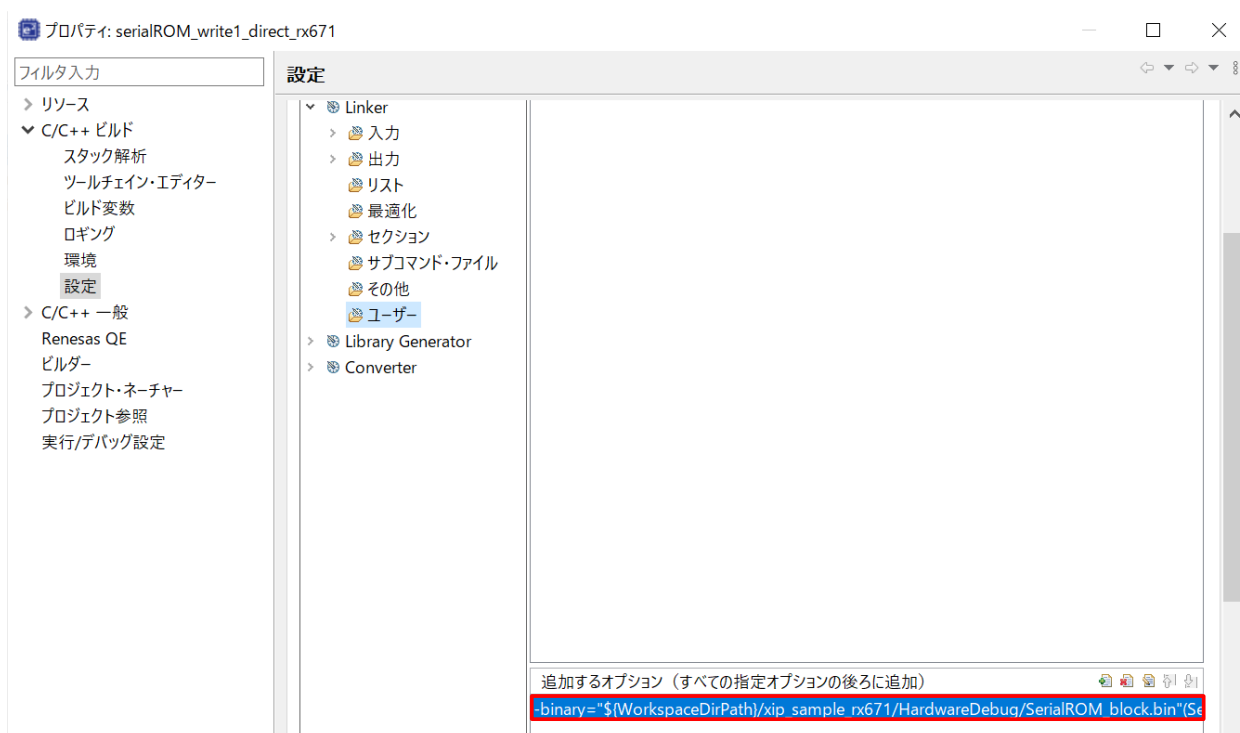 プロパティ: serialROM_write1_direct_rx671
フィルタ入力
設定
リソース
C/C++ ビルド
スタック解析
ツールチェイン・エディター
ビルド変数
ロギング
環境
設定
C/C++ 一般
Renesas QE
ビルダー
プロジェクト・ネーチャー
プロジェクト参照
実行/デバッグ設定
Linker
入力
出力
リスト
最適化
セクション
サブコマンド・ファイル
その他
ユーザー
Library Generator
Converter
追加するオプション（すべての指定オプションの後ろに追加）
-binary="${WorkspaceDirPath}/xip_sample_rx671/HardwareDebug/SerialROM_block.bin"(Se